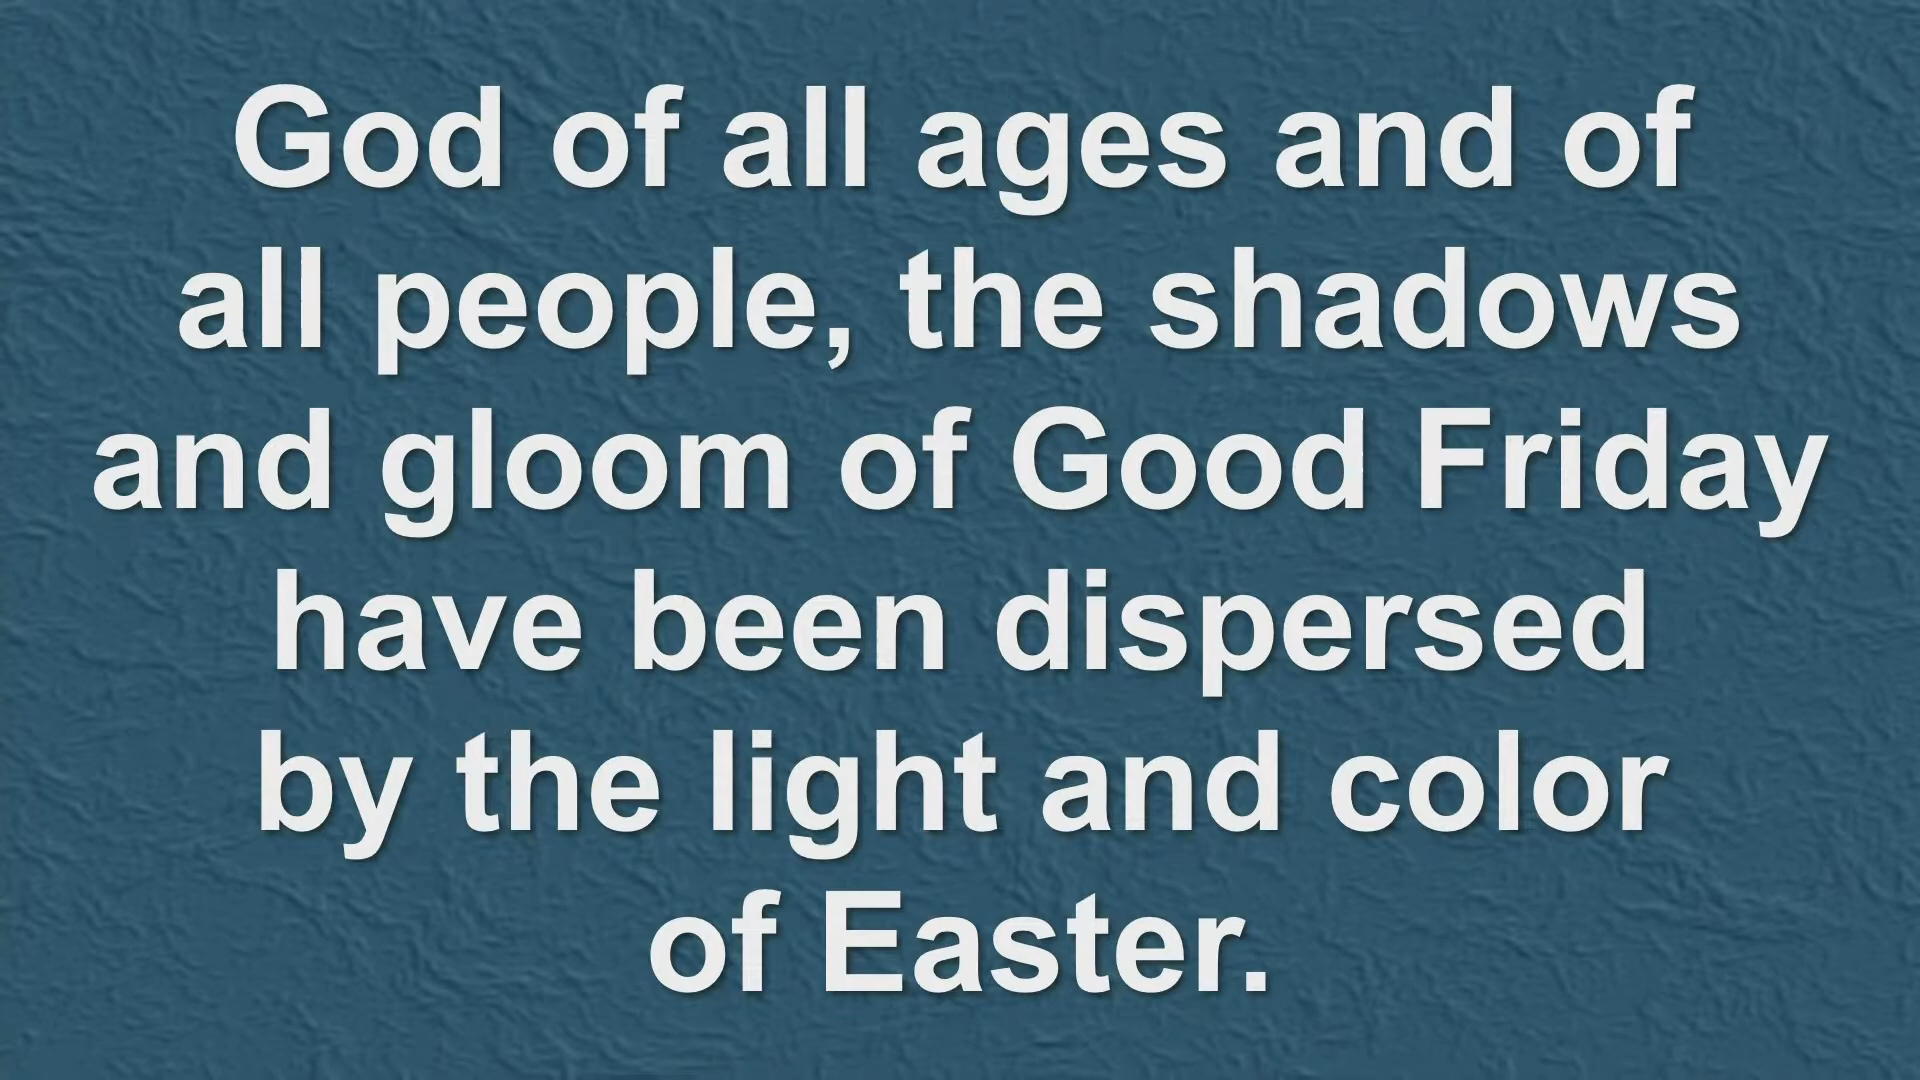 God of all ages and of
all people, the shadows
and gloom of Good Friday
have been dispersed
by the light and color
of Easter.